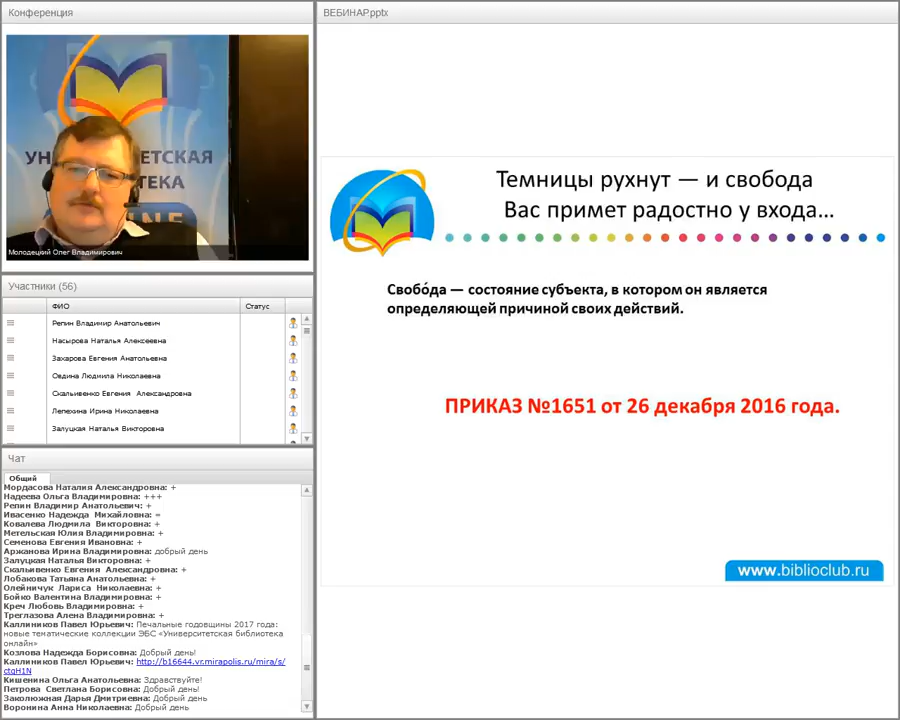 Конференция
УН ЕТСКАЯ
ТЕКА
INE
Молодецкий Олег Владимирович
Участники (56)
ФИО Статус
Репин Владимир Анатольевич
Насырова Наталья Алексеевна
Захарова Евгения Анатольевна
Овдина Людмила Николаевна
Скальивенко Евгения Александровна
Лепехина Ирина Николаевна
Залуцкая Наталья Викторовна
Чат
Общий
Мордасова Наталия Александровна: +
Надеева Ольга Владимировна: +++
Репин Владимир Анатольевич: +
Ивасенко Надежда Михайловна: =
Ковалева Людмила Викторовна: +
Метельская Юлия Владимировна: +
Семенова Евгения Ивановна: +
Аржанова Ирина Владимировна: добрый день
Залуцкая Наталья Викторовна: +
Скальивенко Евгения Александровна: +
Лобакова Татьяна Анатольевна: +
Олейничук Лариса Николаевна: +
Бойко Валентина Владимировна: +
Креч Любовь Владимировна: +
Треглазова Алена Владимировна: +
Каллиников Павел Юрьевич: Печальные годовщины 2017 года:
новые тематические коллекции ЭБС «Университетская библиотека
онлайн»
Козлова Надежда Борисовна: Добрый день!
Каллиников Павел Юрьевич: http://b16644.vr.mirapolis.ru/mira/s/
ctqH1N
Кишенина Ольга Анатольевна: Здравствуйте!
Петрова Светлана Борисовна: Добрый день!
Заколюжная Дарья Дмитриевна: Добрый день
Воронина Анна Николаевна: Добрый день
ВЕБИНАР.pptx
Темницы рухнут — и свобода
Вас примет радостно у входа…
Свобо́да — состояние субъекта, в котором он является
определяющей причиной своих действий.
ПРИКАЗ №1651 от 26 декабря 2016 года.
www.biblioclub.ru